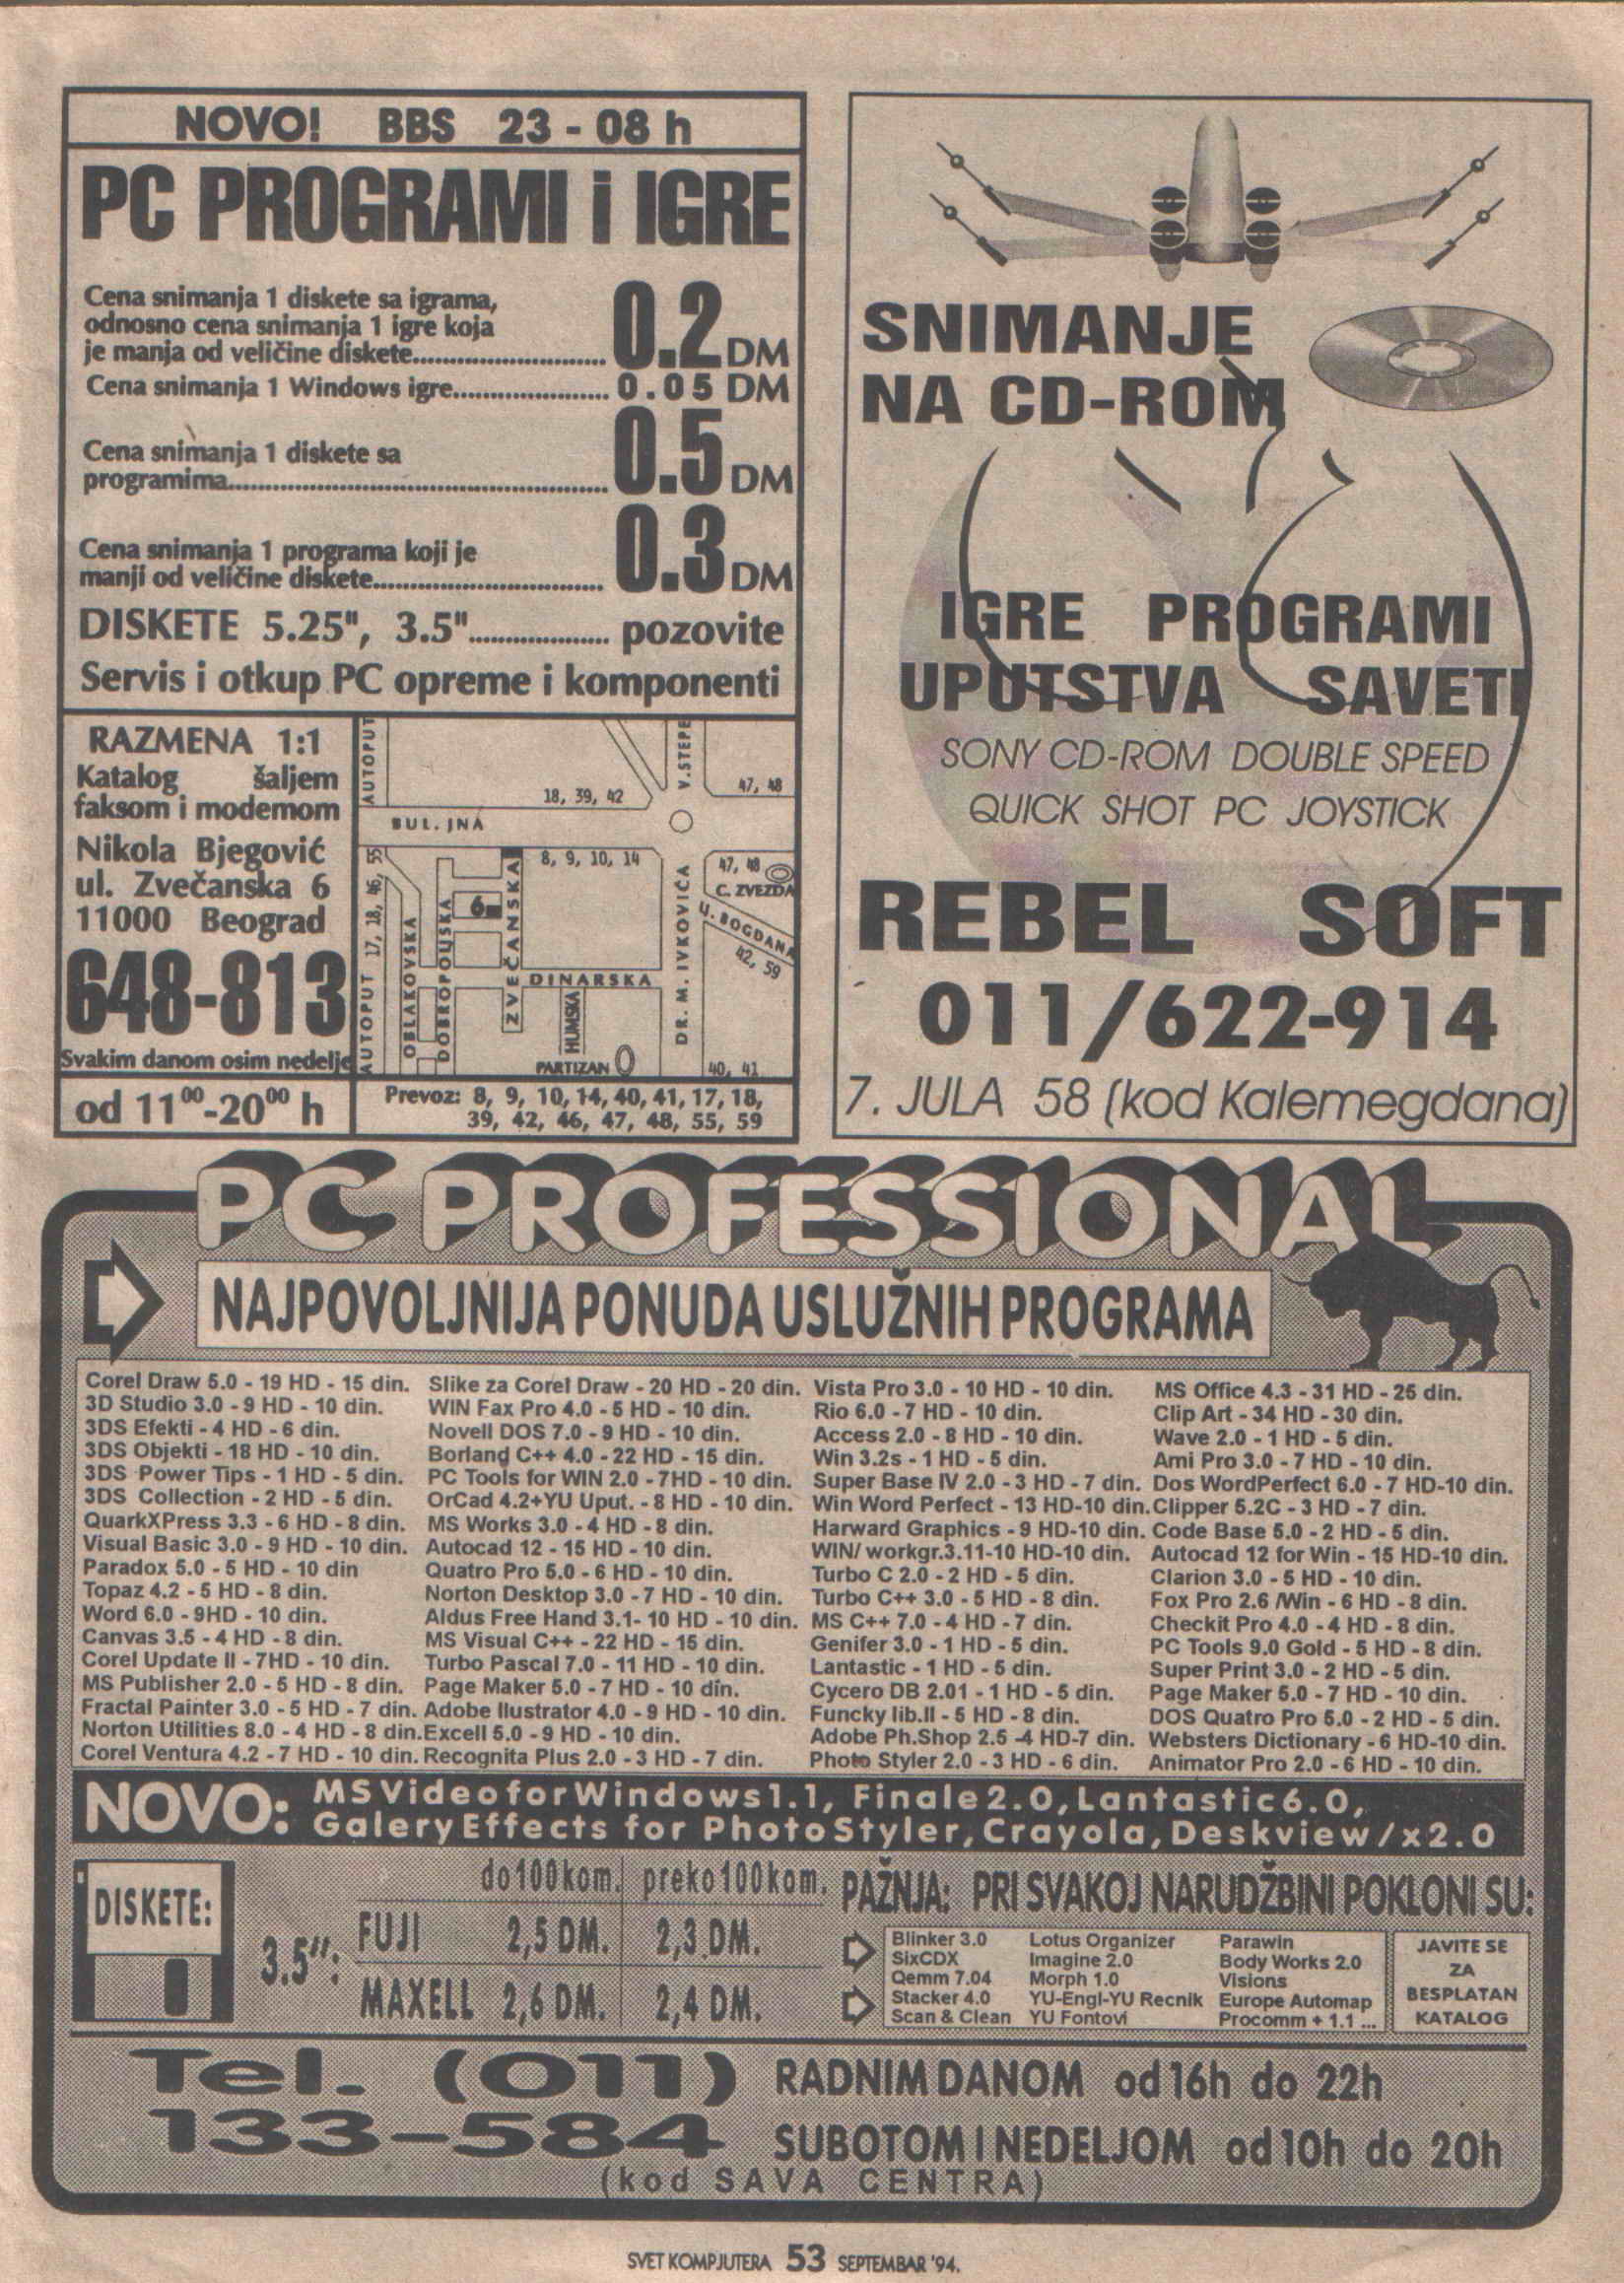 NOVO! BBS 23 - 08 h
PC PROGRAMI i IGRE
Cena snimanja 1 diskete sa igrama,
odnosno cena snimanja 1 igre koja
je manja od veličine diskete........................ 0.2 DM
Cena snimanja 1 Windows igre..................... 0.05 DM
Cena snimanja 1 diskete sa
programima.................................................. 0.5 DM
Cena snimanja 1 programa koji je
manji od veličine diskete.............................. 0.3 DM
DISKETE 5.25", 3.5".................. pozovite
Servis i otkup PC opreme i komponenti
RAZMENA 1:1
Katalog šaljem
faksom i modemom
Nikola Bjegović
ul. Zvečanska 6
11000 Beograd
648-813
Svakim danom osim nedelje
od 11⁰⁰-20⁰⁰ h
AUTOPUT
V.STEPE
18, 39, 42
47, 48
BUL. JNA
8, 9, 10, 14
47, 48
C. ZVEZDA
LJ. BOGDANA
42, 59
AUTOPUT 17, 18, 46, 55
OBLAKOVSKA
DOBROPOLJSKA
6
ZVEČANSKA
DINARSKA
HUMSKA
PARTIZAN
DR. M. IVKOVIĆA
40, 41
Prevoz: 8, 9, 10, 14, 40, 41, 17, 18,
39, 42, 46, 47, 48, 55, 59
SNIMANJE
NA CD-ROM
IGRE PROGRAMI
UPUTSTVA SAVETI
SONY CD-ROM DOUBLE SPEED
QUICK SHOT PC JOYSTICK
REBEL SOFT
011/622-914
7. JULA 58 (kod Kalemegdana)
PC PROFESSIONAL
NAJPOVOLJNIJA PONUDA USLUŽNIH PROGRAMA
Corel Draw 5.0 - 19 HD - 15 din.
3D Studio 3.0 - 9 HD - 10 din.
3DS Efekti - 4 HD - 6 din.
3DS Objekti - 18 HD - 10 din.
3DS Power Tips - 1 HD - 5 din.
3DS Collection - 2 HD - 5 din.
QuarkXPress 3.3 - 6 HD - 8 din.
Visual Basic 3.0 - 9 HD - 10 din.
Paradox 5.0 - 5 HD - 10 din
Topaz 4.2 - 5 HD - 8 din.
Word 6.0 - 9HD - 10 din.
Canvas 3.5 - 4 HD - 8 din.
Corel Update II - 7HD - 10 din.
MS Publisher 2.0 - 5 HD - 8 din.
Fractal Painter 3.0 - 5 HD - 7 din.
Norton Utilities 8.0 - 4 HD - 8 din.
Corel Ventura 4.2 - 7 HD - 10 din.
Slike za Corel Draw - 20 HD - 20 din.
WIN Fax Pro 4.0 - 5 HD - 10 din.
Novell DOS 7.0 - 9 HD - 10 din.
Borland C++ 4.0 - 22 HD - 15 din.
PC Tools for WIN 2.0 - 7HD - 10 din.
OrCad 4.2+YU Uput. - 8 HD - 10 din.
MS Works 3.0 - 4 HD - 8 din.
Autocad 12 - 15 HD - 10 din.
Quatro Pro 5.0 - 6 HD - 10 din.
Norton Desktop 3.0 - 7 HD - 10 din.
Aldus Free Hand 3.1- 10 HD - 10 din.
MS Visual C++ - 22 HD - 15 din.
Turbo Pascal 7.0 - 11 HD - 10 din.
Page Maker 5.0 - 7 HD - 10 din.
Adobe Ilustrator 4.0 - 9 HD - 10 din.
Excell 5.0 - 9 HD - 10 din.
Recognita Plus 2.0 - 3 HD - 7 din.
Vista Pro 3.0 - 10 HD - 10 din.
Rio 6.0 - 7 HD - 10 din.
Access 2.0 - 8 HD - 10 din.
Win 3.2s - 1 HD - 5 din.
Super Base IV 2.0 - 3 HD - 7 din.
Win Word Perfect - 13 HD-10 din.
Harward Graphics - 9 HD-10 din.
WIN/ workgr.3.11-10 HD-10 din.
Turbo C 2.0 - 2 HD - 5 din.
Turbo C++ 3.0 - 5 HD - 8 din.
MS C++ 7.0 - 4 HD - 7 din.
Genifer 3.0 - 1 HD - 5 din.
Lantastic - 1 HD - 5 din.
Cycero DB 2.01 - 1 HD - 5 din.
Funcky lib.II - 5 HD - 8 din.
Adobe Ph.Shop 2.5 -4 HD-7 din.
Photo Styler 2.0 - 3 HD - 6 din.
MS Office 4.3 - 31 HD - 25 din.
Clip Art - 34 HD - 30 din.
Wave 2.0 - 1 HD - 5 din.
Ami Pro 3.0 - 7 HD - 10 din.
Dos WordPerfect 6.0 - 7 HD-10 din.
Clipper 5.2C - 3 HD - 7 din.
Code Base 5.0 - 2 HD - 5 din.
Autocad 12 for Win - 15 HD-10 din.
Clarion 3.0 - 5 HD - 10 din.
Fox Pro 2.6 /Win - 6 HD - 8 din.
Checkit Pro 4.0 - 4 HD - 8 din.
PC Tools 9.0 Gold - 5 HD - 8 din.
Super Print 3.0 - 2 HD - 5 din.
Page Maker 5.0 - 7 HD - 10 din.
DOS Quatro Pro 5.0 - 2 HD - 5 din.
Websters Dictionary - 6 HD-10 din.
Animator Pro 2.0 - 6 HD - 10 din.
NOVO: MS Video for Windows 1.1, Finale 2.0, Lantastic 6.0,
Galery Effects for PhotoStyler, Crayola, Deskview/x 2.0
DISKETE:
3.5":
do 100 kom. preko 100 kom.
FUJI 2,5 DM. 2,3 DM.
MAXELL 2,6 DM. 2,4 DM.
PAŽNJA: PRI SVAKOJ NARUDŽBINI POKLONI SU:
Blinker 3.0 Lotus Organizer Parawin
SixCDX Imagine 2.0 Body Works 2.0
Qemm 7.04 Morph 1.0 Visions
Stacker 4.0 YU-Engl-YU Recnik Europe Automap
Scan & Clean YU Fontovi Procomm + 1.1 ...
JAVITE SE
ZA
BESPLATAN
KATALOG
Tel. (011)
133-584
RADNIM DANOM od 16h do 22h
SUBOTOM I NEDELJOM od 10h do 20h
(kod SAVA CENTRA)
SVET KOMPJUTERA 53 SEPTEMBAR '94.